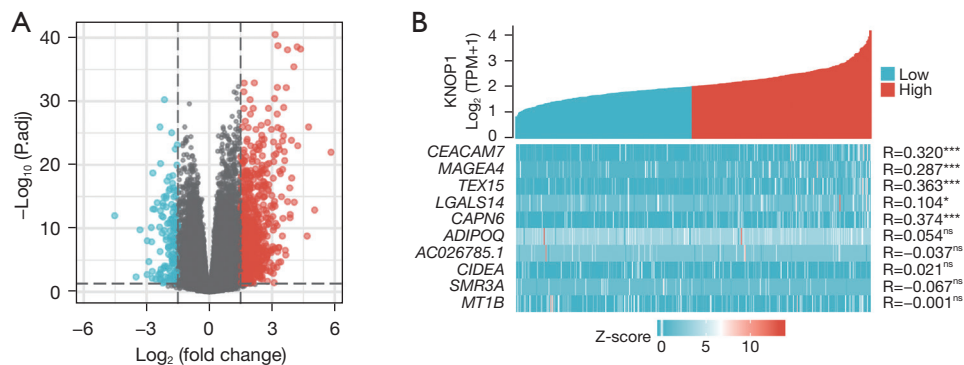 A
−Log₁₀ (P.adj)
40
30
20
10
0
−6
−3
0
3
6
Log₂ (fold change)
B
KNOP1
Log₂ (TPM+1)
4
3
2
1
0
Low
High
CEACAM7 R=0.320***
MAGEA4 R=0.287***
TEX15 R=0.363***
LGALS14 R=0.104*
CAPN6 R=0.374***
ADIPOQ R=0.054ns
AC026785.1 R=−0.037ns
CIDEA R=0.021ns
SMR3A R=−0.067ns
MT1B R=−0.001ns
Z-score
0
5
10